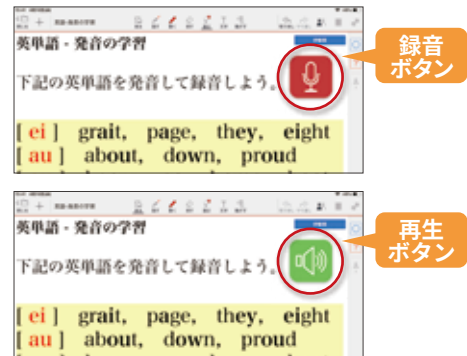 英単語・発音の学習
録音
ボタン
下記の英単語を発音して録音しよう。
[ ei ] grait, page, they, eight
[ au ] about, down, proud
英単語・発音の学習
再生
ボタン
下記の英単語を発音して録音しよう。
[ ei ] grait, page, they, eight
[ au ] about, down, proud